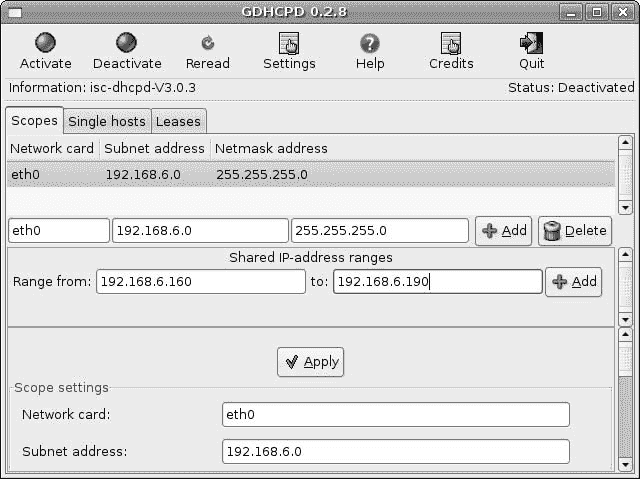 GDHCPD 0.2.8
Activate Deactivate Reread Settings Help Credits Quit
Information: isc-dhcpd-V3.0.3 Status: Deactivated
Scopes Single hosts Leases
Network card Subnet address Netmask address
eth0 192.168.6.0 255.255.255.0
eth0 192.168.6.0 255.255.255.0 Add Delete
Shared IP-address ranges
Range from: 192.168.6.160 to: 192.168.6.190 Add
Apply
Scope settings
Network card: eth0
Subnet address: 192.168.6.0